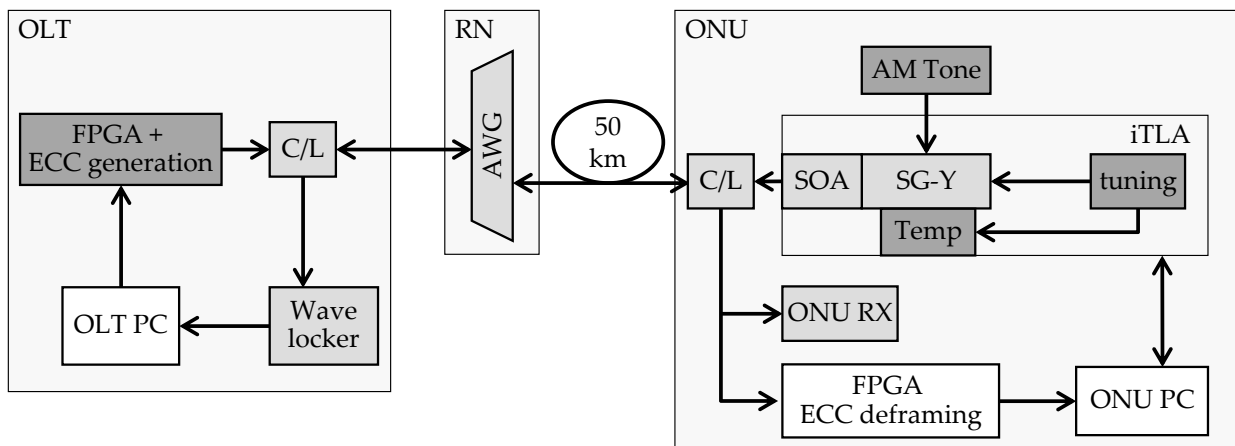 OLT
RN
ONU
AM Tone
FPGA +
ECC generation
C/L
AWG
50
km
iTLA
C/L
SOA
SG-Y
tuning
Temp
OLT PC
Wave
locker
ONU RX
FPGA
ECC deframing
ONU PC